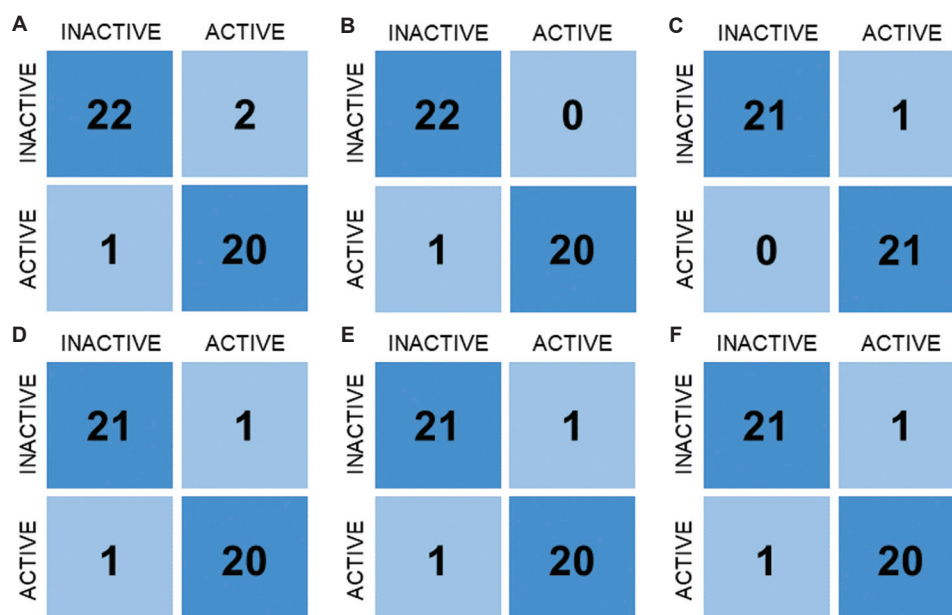 A INACTIVE ACTIVE B INACTIVE ACTIVE C INACTIVE ACTIVE
INACTIVE 22 2 INACTIVE 22 0 INACTIVE 21 1
ACTIVE 1 20 ACTIVE 1 20 ACTIVE 0 21
D INACTIVE ACTIVE E INACTIVE ACTIVE F INACTIVE ACTIVE
INACTIVE 21 1 INACTIVE 21 1 INACTIVE 21 1
ACTIVE 1 20 ACTIVE 1 20 ACTIVE 1 20